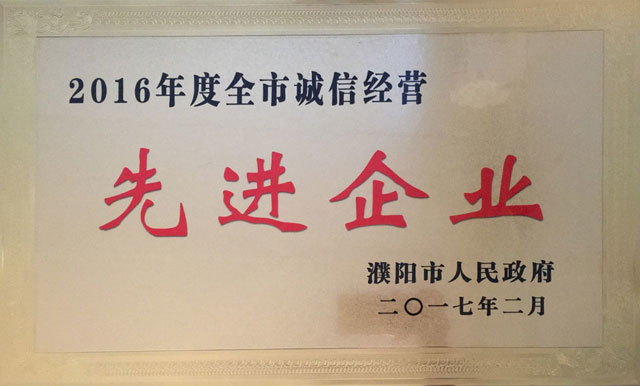 2016年度全市诚信经营
先进企业
濮阳市人民政府
二〇一七年二月